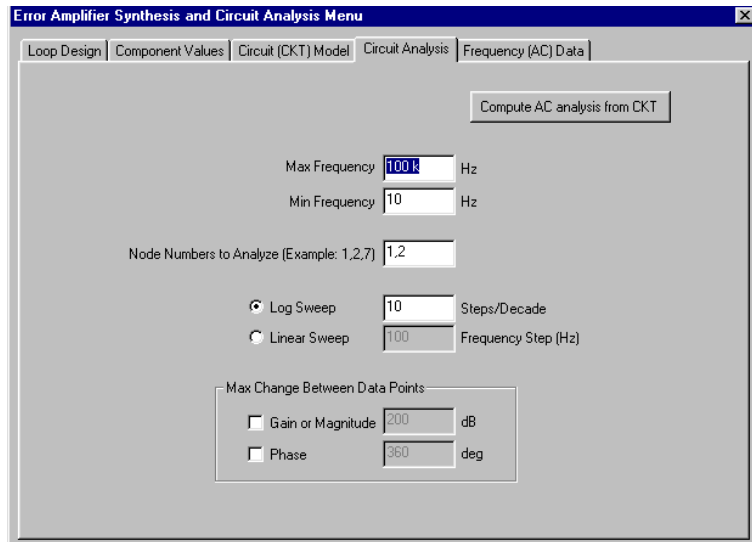 Error Amplifier Synthesis and Circuit Analysis Menu
Loop Design Component Values Circuit (CKT) Model Circuit Analysis Frequency (AC) Data
Compute AC analysis from CKT
Max Frequency 100 k Hz
Min Frequency 10 Hz
Node Numbers to Analyze (Example: 1,2,7) 1,2
Log Sweep 10 Steps/Decade
Linear Sweep 100 Frequency Step (Hz)
Max Change Between Data Points
Gain or Magnitude 200 dB
Phase 360 deg